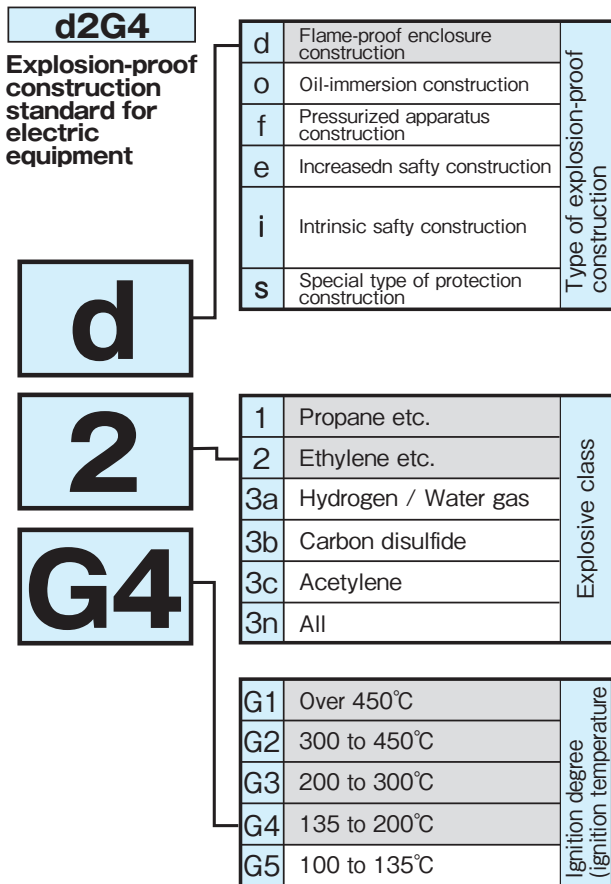 d2G4
Explosion-proof
construction
standard for
electric
equipment
d
2
G4
d Flame-proof enclosure
construction
o Oil-immersion construction
f Pressurized apparatus
construction
e Increasedn safty construction
i Intrinsic safty construction
s Special type of protection
construction
Type of explosion-proof
construction
1 Propane etc.
2 Ethylene etc.
3a Hydrogen / Water gas
3b Carbon disulfide
3c Acetylene
3n All
Explosive class
G1 Over 450℃
G2 300 to 450℃
G3 200 to 300℃
G4 135 to 200℃
G5 100 to 135℃
Ignition degree
(ignition temperature